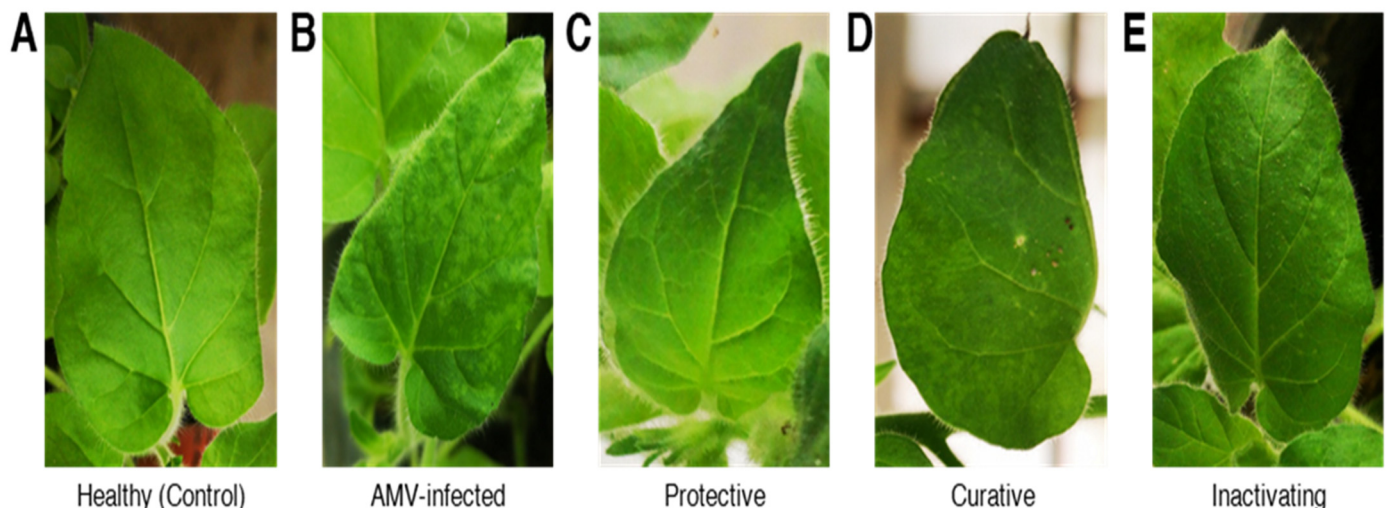 A B C D E
Healthy (Control) AMV-infected Protective Curative Inactivating